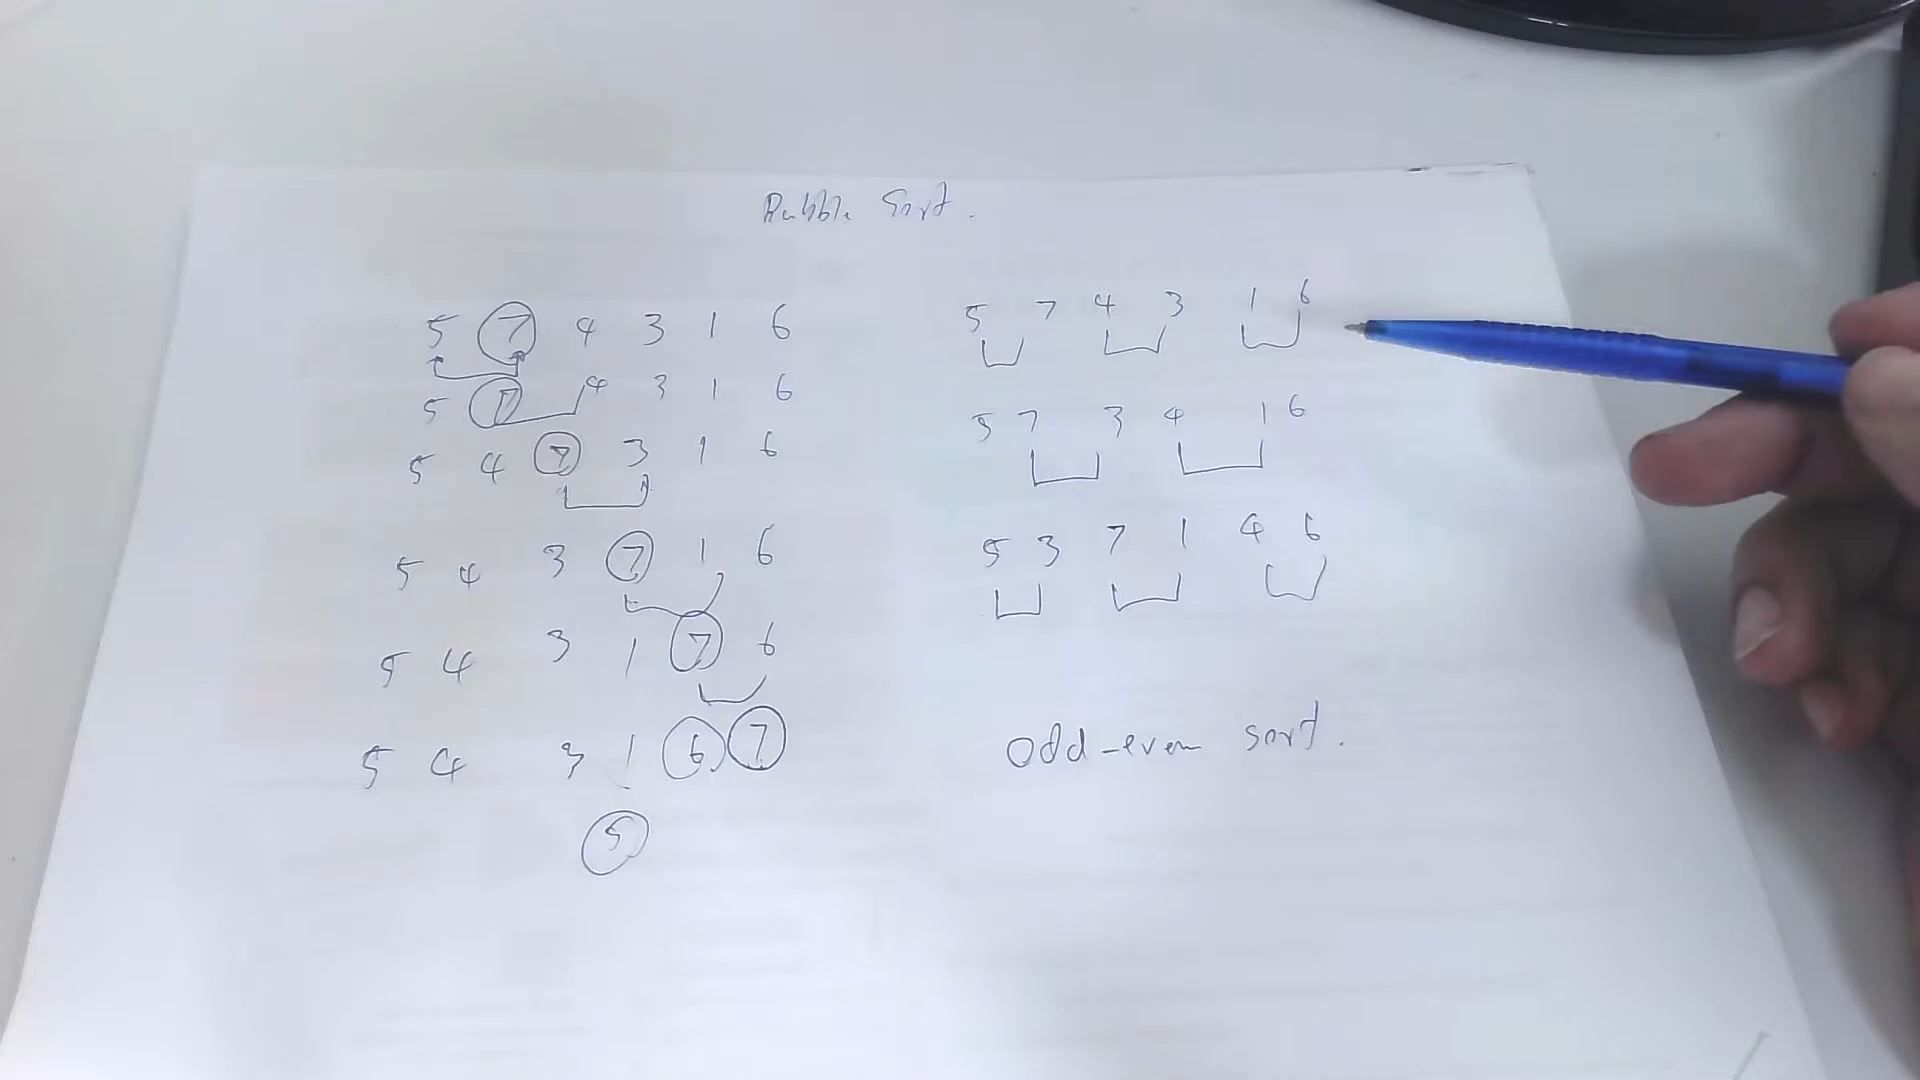 Bubble Sort.
5 7 4 3 1 6
5 7 4 3 1 6
5 4 7 3 1 6
5 4 3 7 1 6
5 4 3 1 7 6
5 4 3 1 6 7
5
5 7 4 3 1 6
5 7 3 4 1 6
5 3 7 1 4 6
odd-even sort.